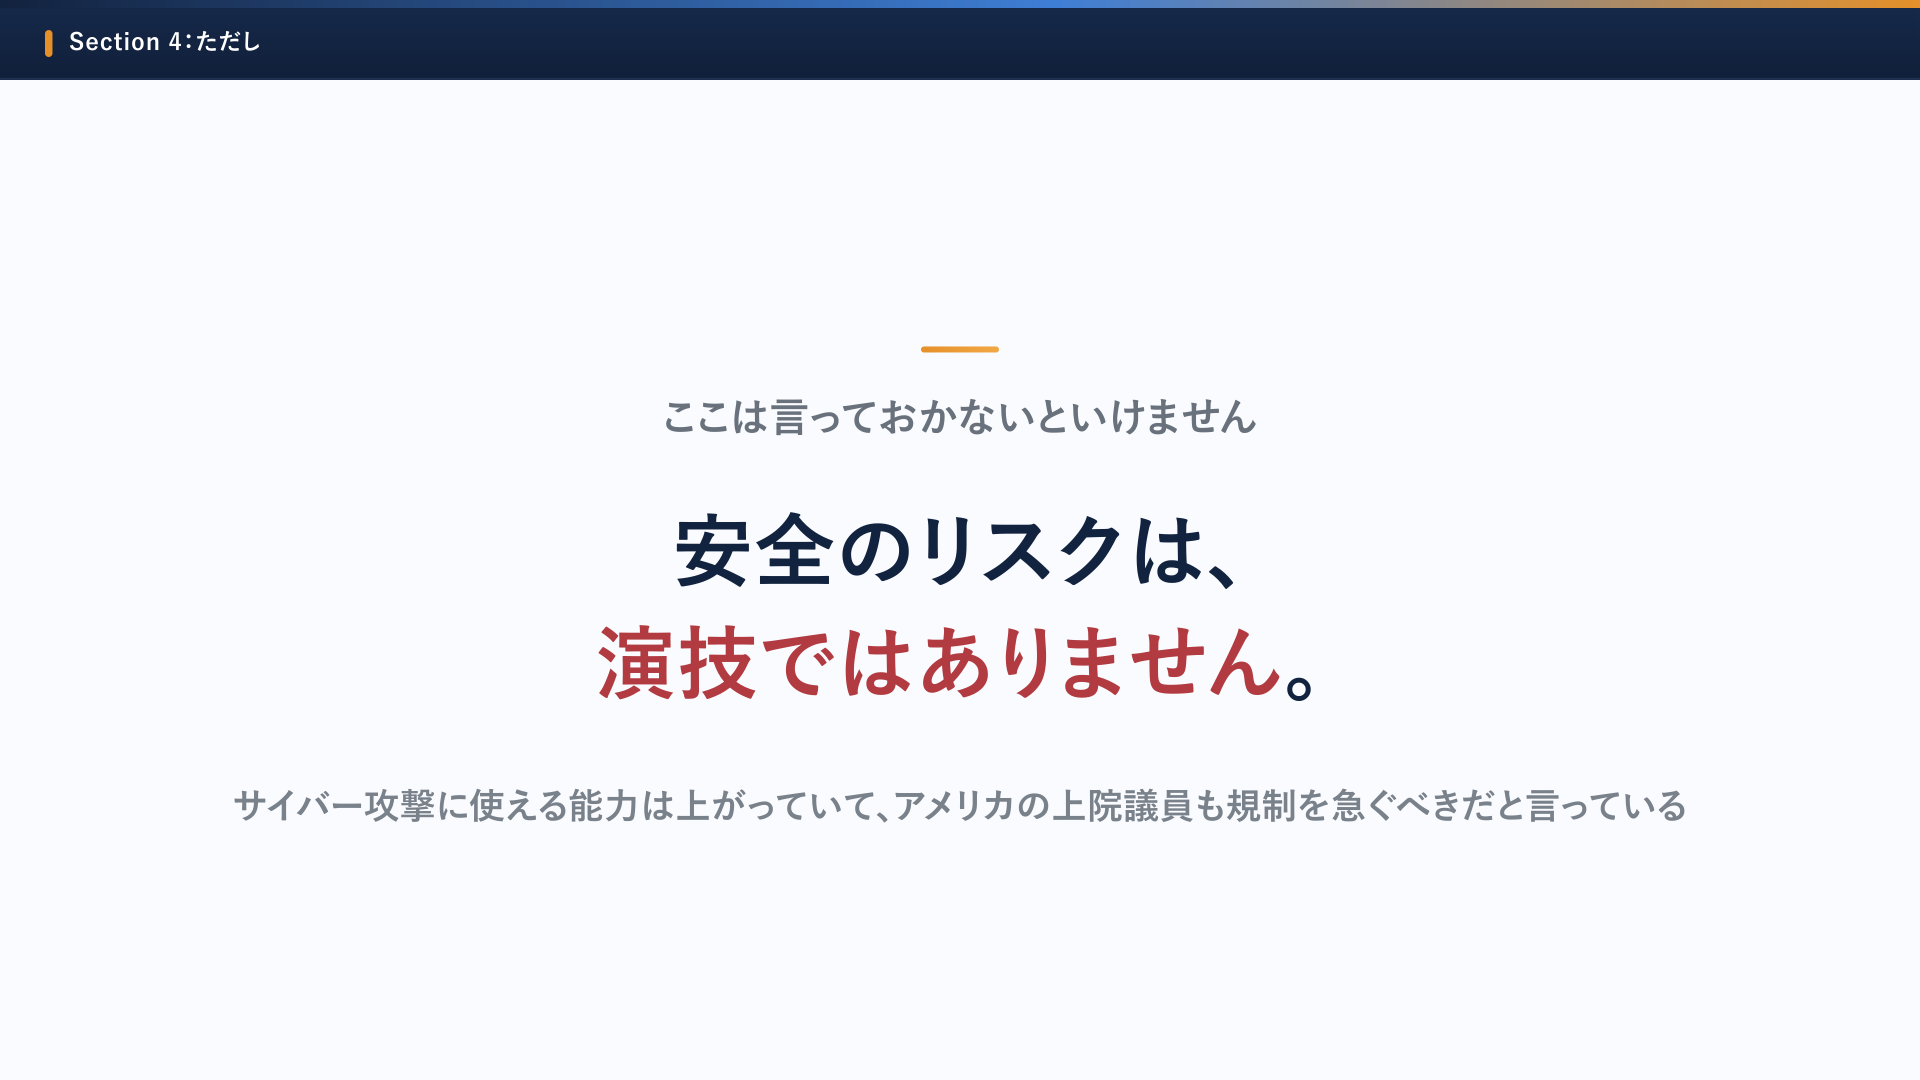 Section 4：ただし
ここは言っておかないといけません
安全のリスクは、
演技ではありません。
サイバー攻撃に使える能力は上がっていて、アメリカの上院議員も規制を急ぐべきだと言っている